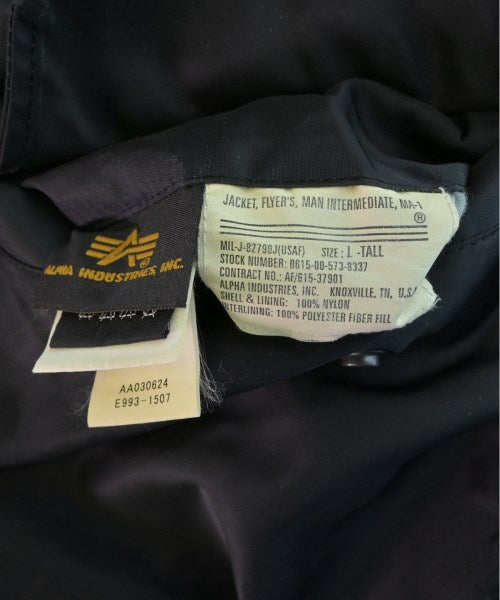 JACKET, FLYER'S, MAN INTERMEDIATE, MA-1
®
MIL-J-8279BJ(USAF) SIZE: L -TALL
STOCK NUMBER: 0615-00-573-8337
CONTRACT NO.: AF/615-37901
ALPHA INDUSTRIES, INC. KNOXVILLE, TN, U.S.A
SHELL & LINING: 100% NYLON
INTERLINING: 100% POLYESTER FIBER FILL
ALPHA INDUSTRIES, INC.
AA030624
E993-1507